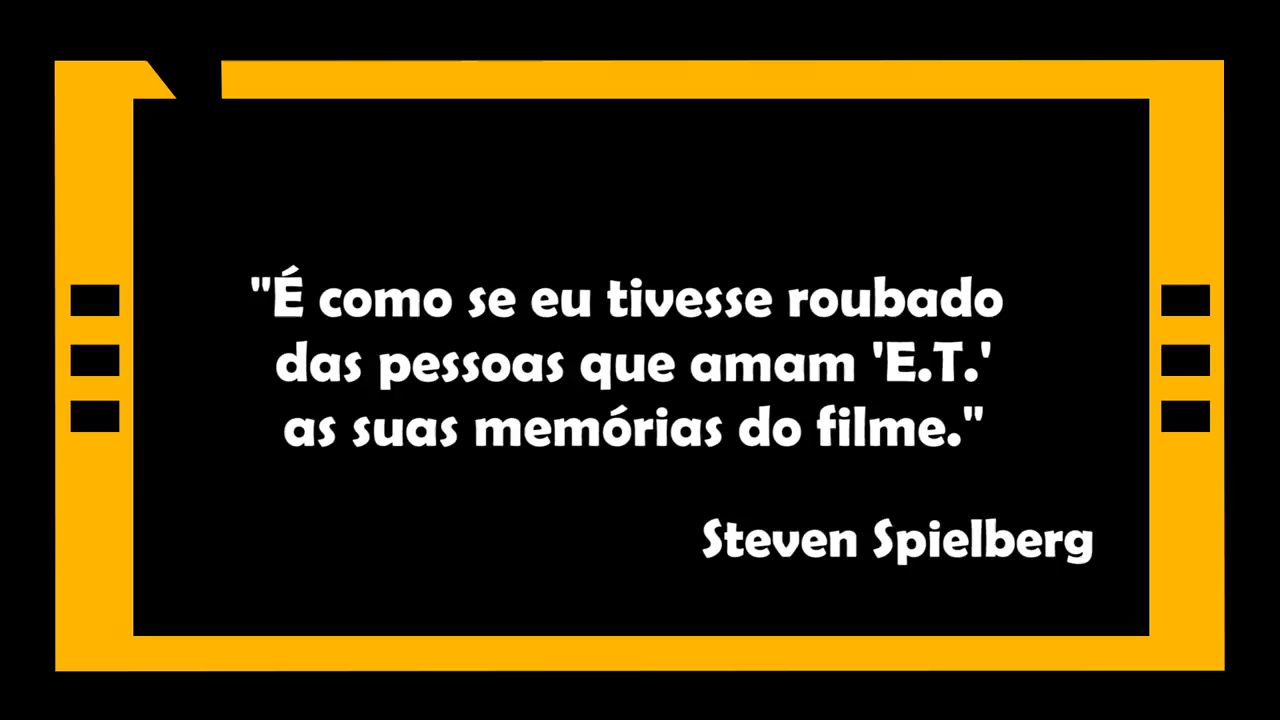 "É como se eu tivesse roubado
das pessoas que amam 'E.T.'
as suas memórias do filme."
Steven Spielberg